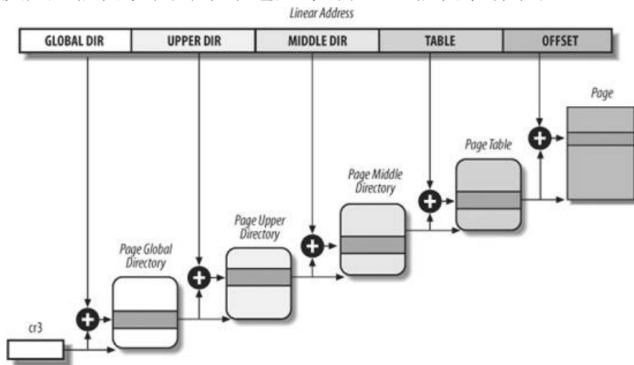 Linear Address
GLOBAL DIR UPPER DIR MIDDLE DIR TABLE OFFSET
Page
Page Table
Page Middle
Directory
Page Upper
Directory
Page Global
Directory
cr3